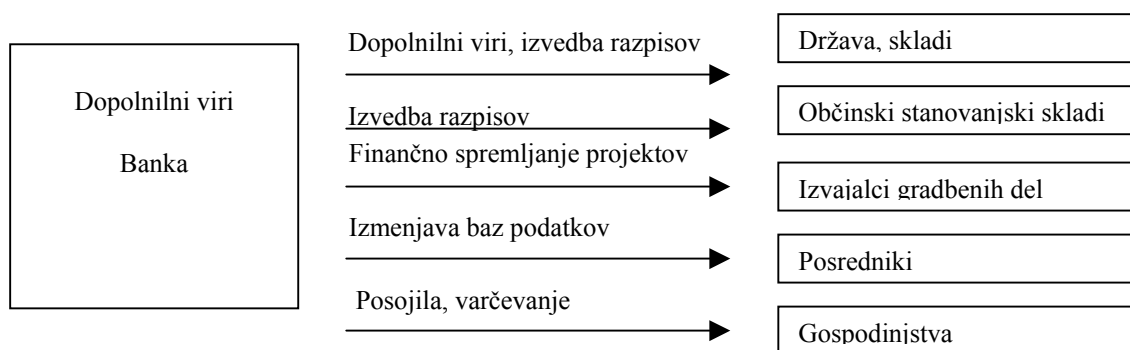 Dopolnilni viri
Banka
Dopolnilni viri, izvedba razpisov
Izvedba razpisov
Finančno spremljanje projektov
Izmenjava baz podatkov
Posojila, varčevanje
Država, skladi
Občinski stanovanjski skladi
Izvajalci gradbenih del
Posredniki
Gospodinjstva